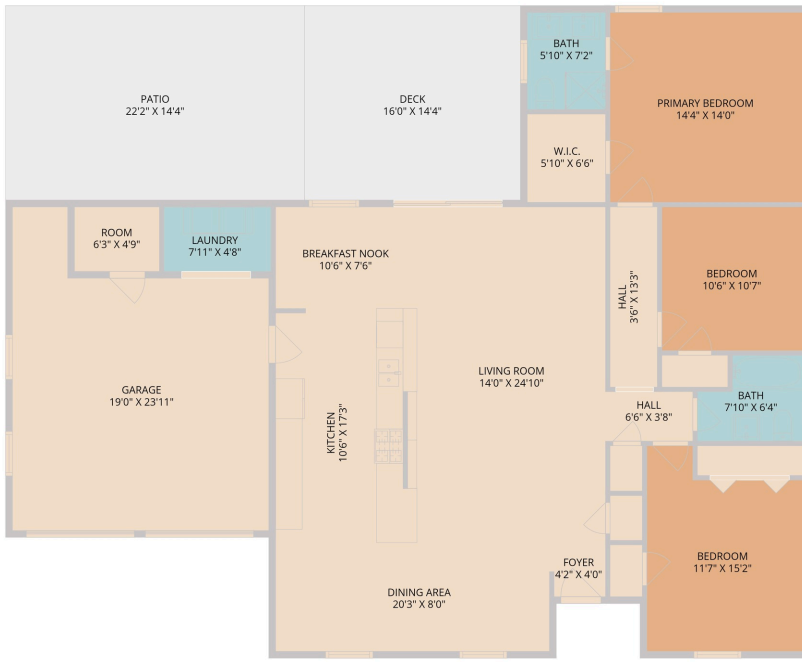 BATH
5'10" X 7'2"
PATIO
22'2" X 14'4"
DECK
16'0" X 14'4"
PRIMARY BEDROOM
14'4" X 14'0"
W.I.C.
5'10" X 6'6"
ROOM
6'3" X 4'9"
LAUNDRY
7'11" X 4'8"
BREAKFAST NOOK
10'6" X 7'6"
BEDROOM
10'6" X 10'7"
HALL
3'6" X 13'3"
LIVING ROOM
14'0" X 24'10"
GARAGE
19'0" X 23'11"
KITCHEN
10'6" X 17'3"
HALL
6'6" X 3'8"
BATH
7'10" X 6'4"
BEDROOM
11'7" X 15'2"
FOYER
4'2" X 4'0"
DINING AREA
20'3" X 8'0"